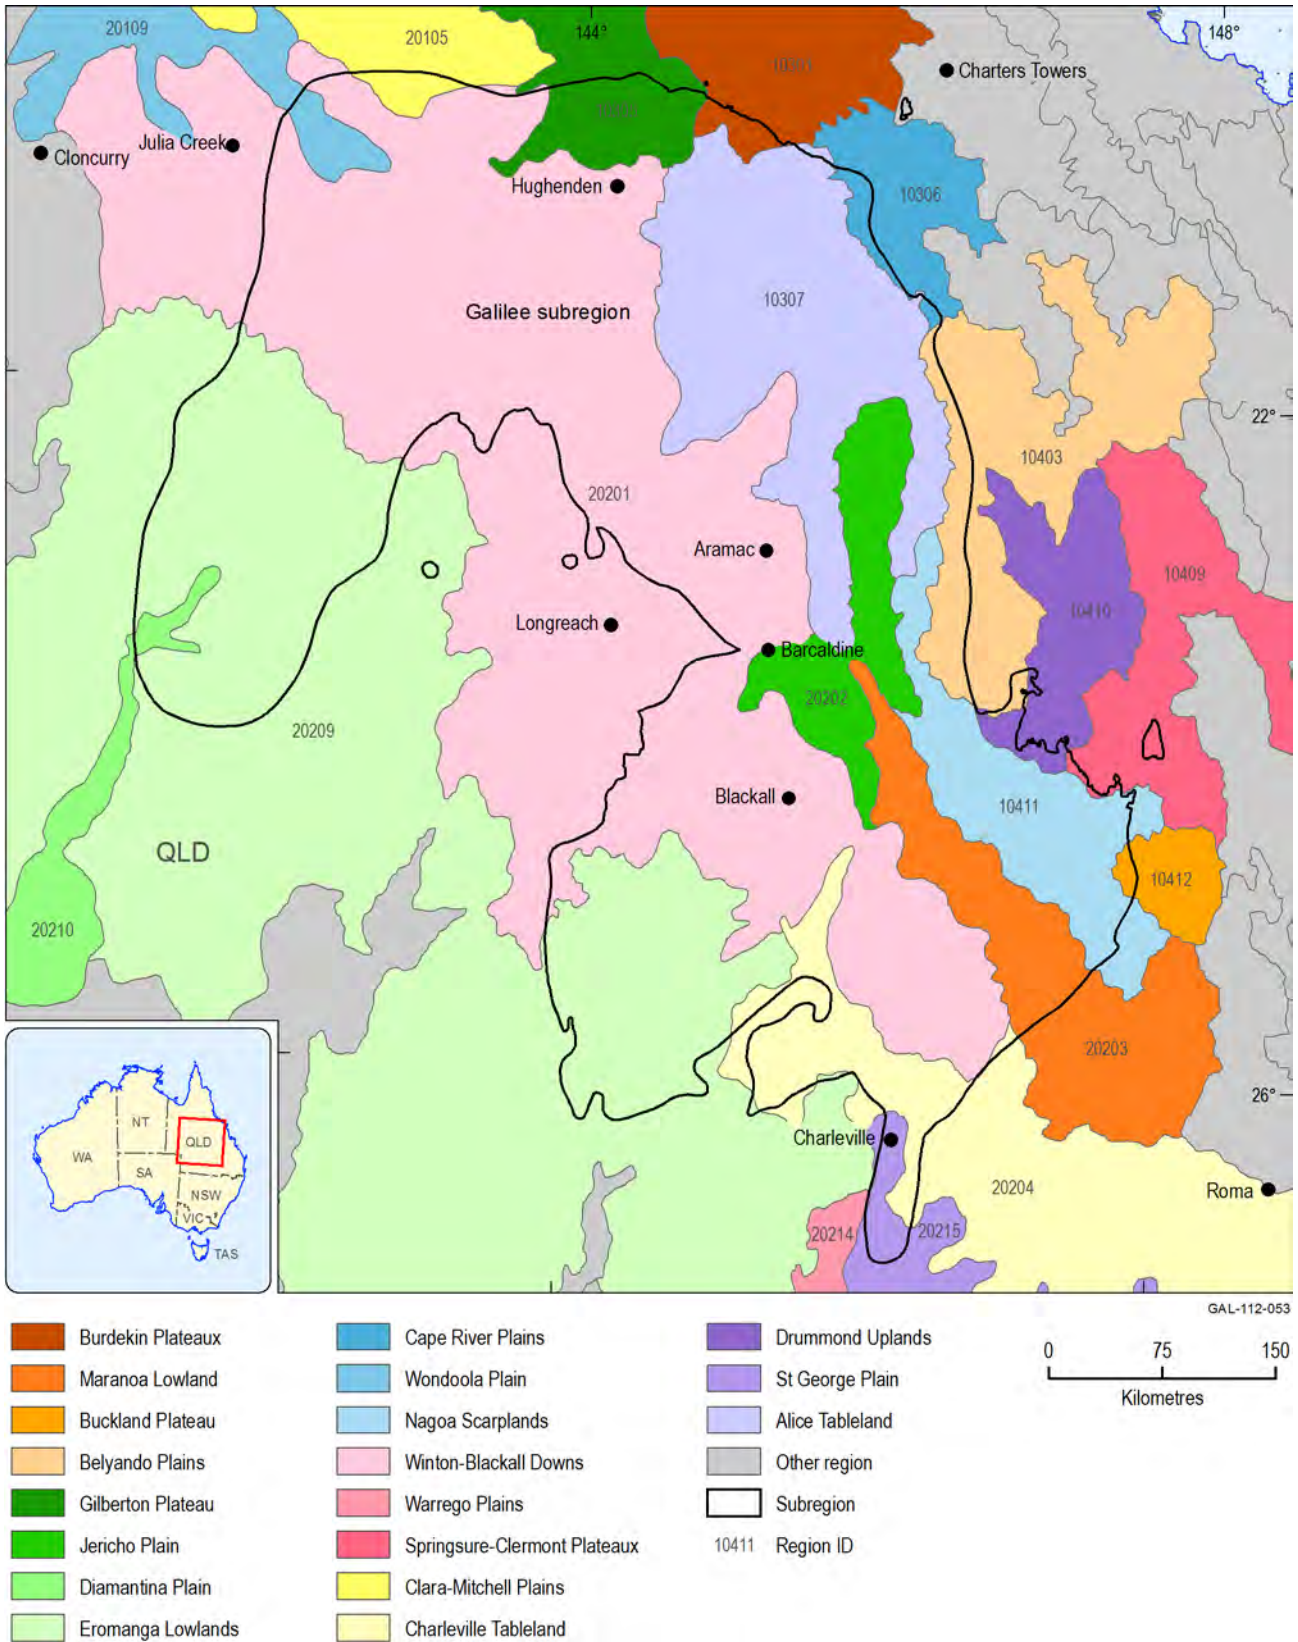 144°
148°
20109
20105
10301
Charters Towers
Julia Creek
Cloncurry
Hughenden
10306
10307
Galilee subregion
22°
10403
20201
Aramac
10409
10410
Longreach
Barcaldine
20202
20209
Blackall
10411
QLD
10412
20210
20203
26°
Charleville
20204
Roma
20214
20215
NT
QLD
WA
SA
NSW
VIC
TAS
GAL-112-053
Burdekin Plateaux
Maranoa Lowland
Buckland Plateau
Belyando Plains
Gilberton Plateau
Jericho Plain
Diamantina Plain
Eromanga Lowlands
Cape River Plains
Wondoola Plain
Nagoa Scarplands
Winton-Blackall Downs
Warrego Plains
Springsure-Clermont Plateaux
Clara-Mitchell Plains
Charleville Tableland
Drummond Uplands
St George Plain
Alice Tableland
Other region
Subregion
10411 Region ID
0 75 150
Kilometres